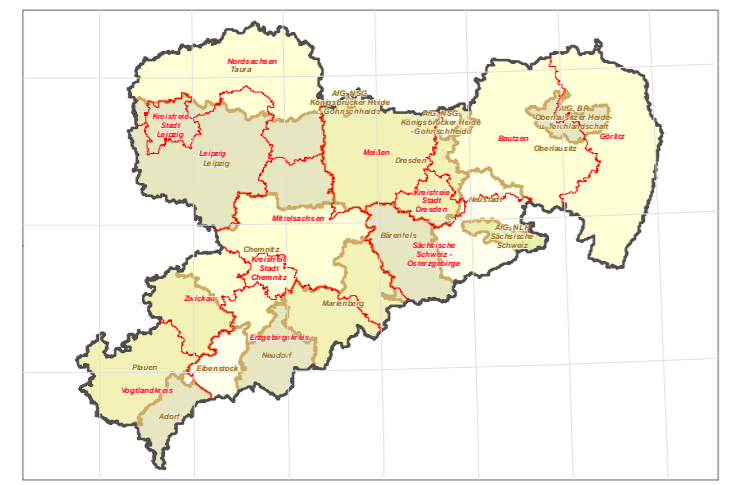 Nordsachsen
Taura
AfG NSG
Königsbrücker Heide
-Gohrischheide
AfG NSG
Königsbrücker Heide
-Gohrischheide
AfG BR
Oberlausitzer Heide-
u. Teichlandschaft
Kreisfreie
Stadt
Leipzig
Bautzen
Görlitz
Oberlausitz
Leipzig
Leipzig
Meißen
Dresden
Kreisfreie
Stadt
Dresden
Neustadt
Mittelsachsen
AfG NLP
Sächsische
Schweiz
Bärenfels
Sächsische
Schweiz -
Osterzgebirge
Chemnitz
Kreisfreie
Stadt
Chemnitz
Zwickau
Marienberg
Erzgebirgskreis
Neudorf
Plauen
Eibenstock
Vogtlandkreis
Adorf